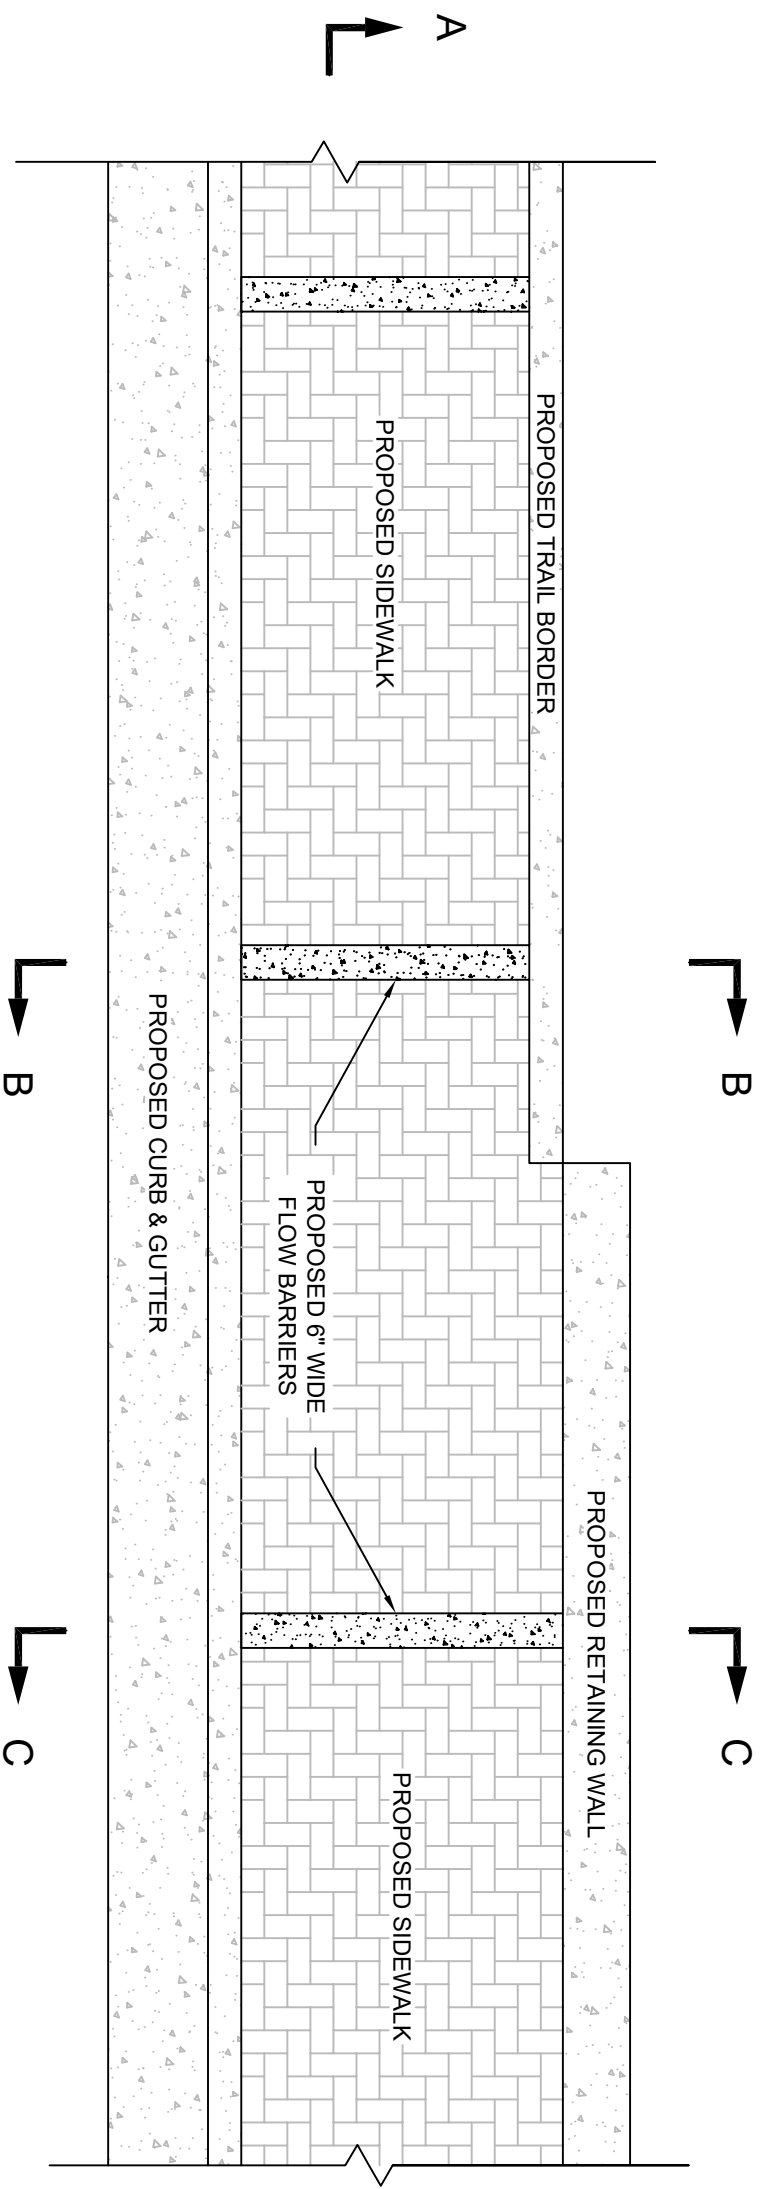 A
PROPOSED TRAIL BORDER
PROPOSED SIDEWALK
B
B
PROPOSED CURB & GUTTER
PROPOSED 6" WIDE
FLOW BARRIERS
PROPOSED RETAINING WALL
C
C
PROPOSED SIDEWALK